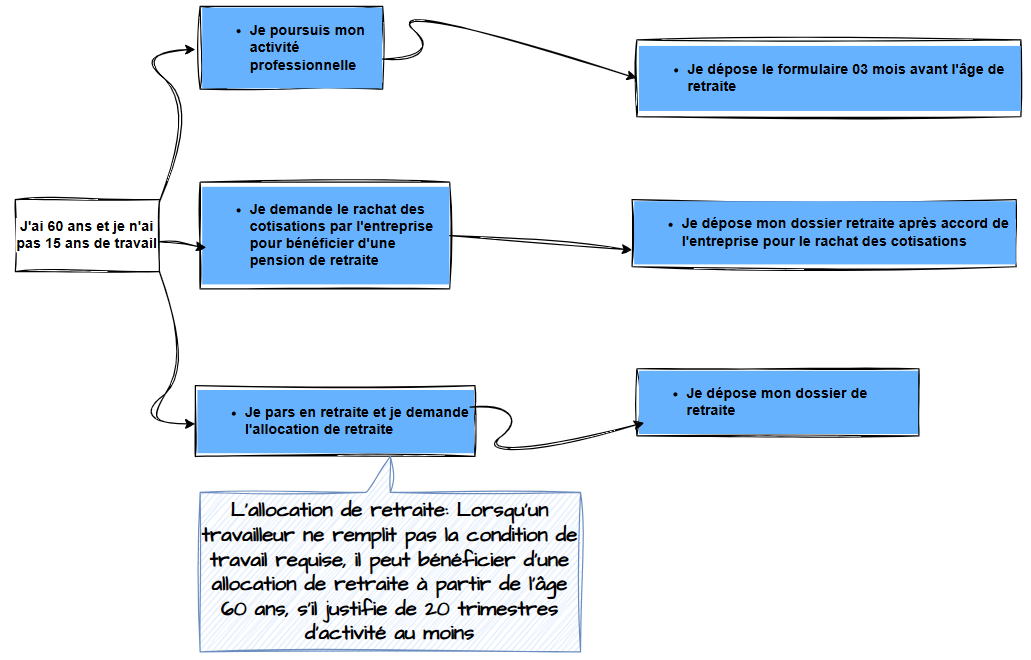 • Je poursuis mon
activité
professionnelle
• Je dépose le formulaire 03 mois avant l'âge de
retraite
J'ai 60 ans et je n'ai
pas 15 ans de travail
• Je demande le rachat des
cotisations par l'entreprise
pour bénéficier d'une
pension de retraite
• Je dépose mon dossier retraite après accord de
l'entreprise pour le rachat des cotisations
• Je pars en retraite et je demande
l'allocation de retraite
• Je dépose mon dossier de
retraite
L'allocation de retraite: Lorsqu'un
travailleur ne remplit pas la condition de
travail requise, il peut bénéficier d'une
allocation de retraite à partir de l'âge
60 ans, s'il justifie de 20 trimestres
d'activité au moins